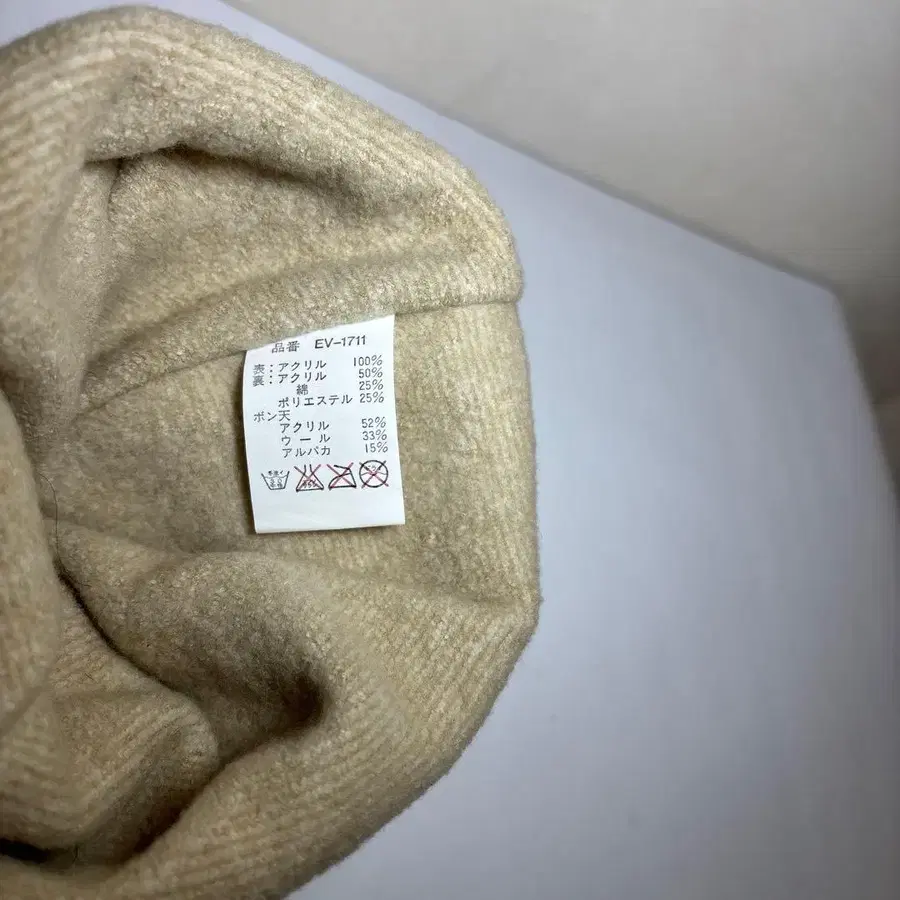 品番 EV-1711
表:アクリル 100%
裏:アクリル 50%
綿 25%
ポリエステル 25%
ボン天
アクリル 52%
ウール 33%
アルパカ 15%